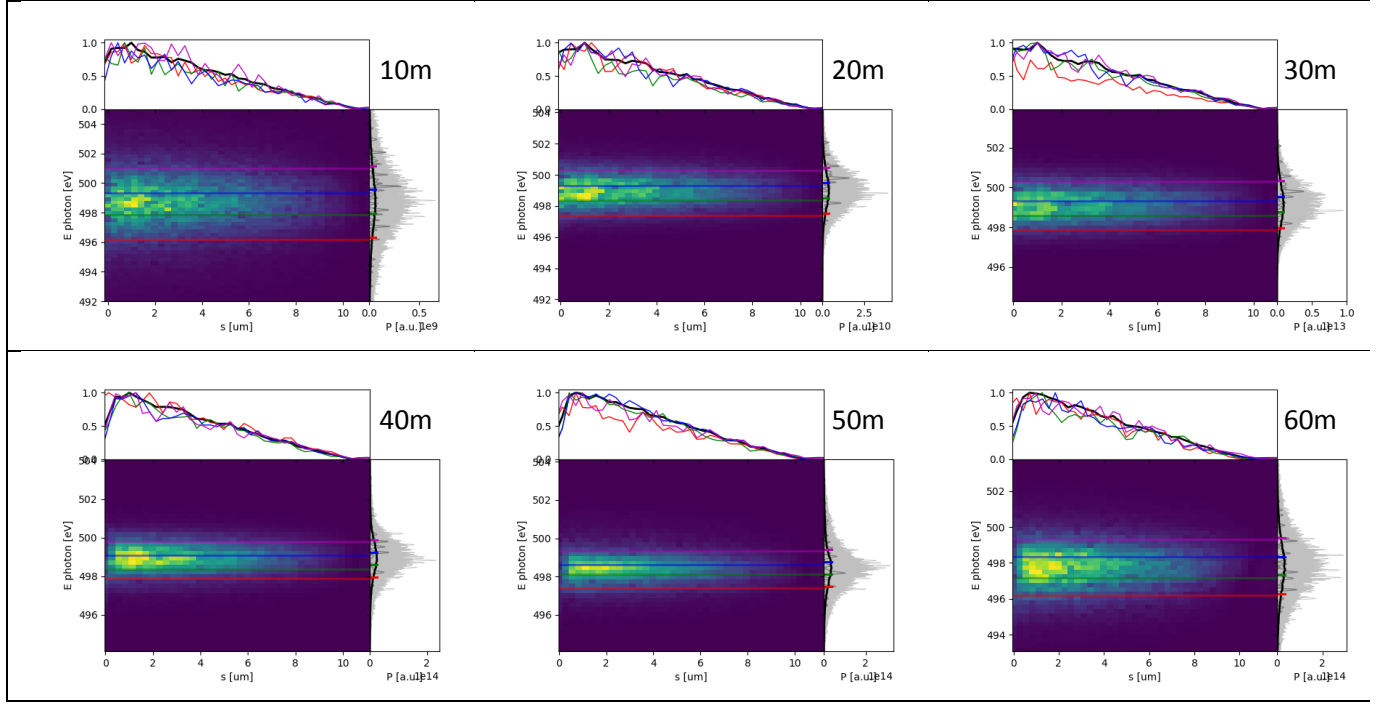 10m
1.0
0.5
0.0
504
502
500
498
496
494
492
E photon [eV]
0 2 4 6 8 10 0.0 0.5
s [um] P [a.u.] 1e9
20m
1.0
0.5
0.0
504
502
500
498
496
494
492
E photon [eV]
0 2 4 6 8 10 0.0 2.5
s [um] P [a.u.] 1e10
30m
1.0
0.5
0.0
502
500
498
496
E photon [eV]
0 2 4 6 8 10 0.0 0.5 1.0
s [um] P [a.u.] 1e13
40m
1.0
0.5
0.0
504
502
500
498
496
E photon [eV]
0 2 4 6 8 10 0 2
s [um] P [a.u.] 1e14
50m
1.0
0.5
0.0
504
502
500
498
496
E photon [eV]
0 2 4 6 8 10 0 2
s [um] P [a.u.] 1e14
60m
1.0
0.5
0.0
502
500
498
496
494
E photon [eV]
0 2 4 6 8 10 0 2
s [um] P [a.u.] 1e14